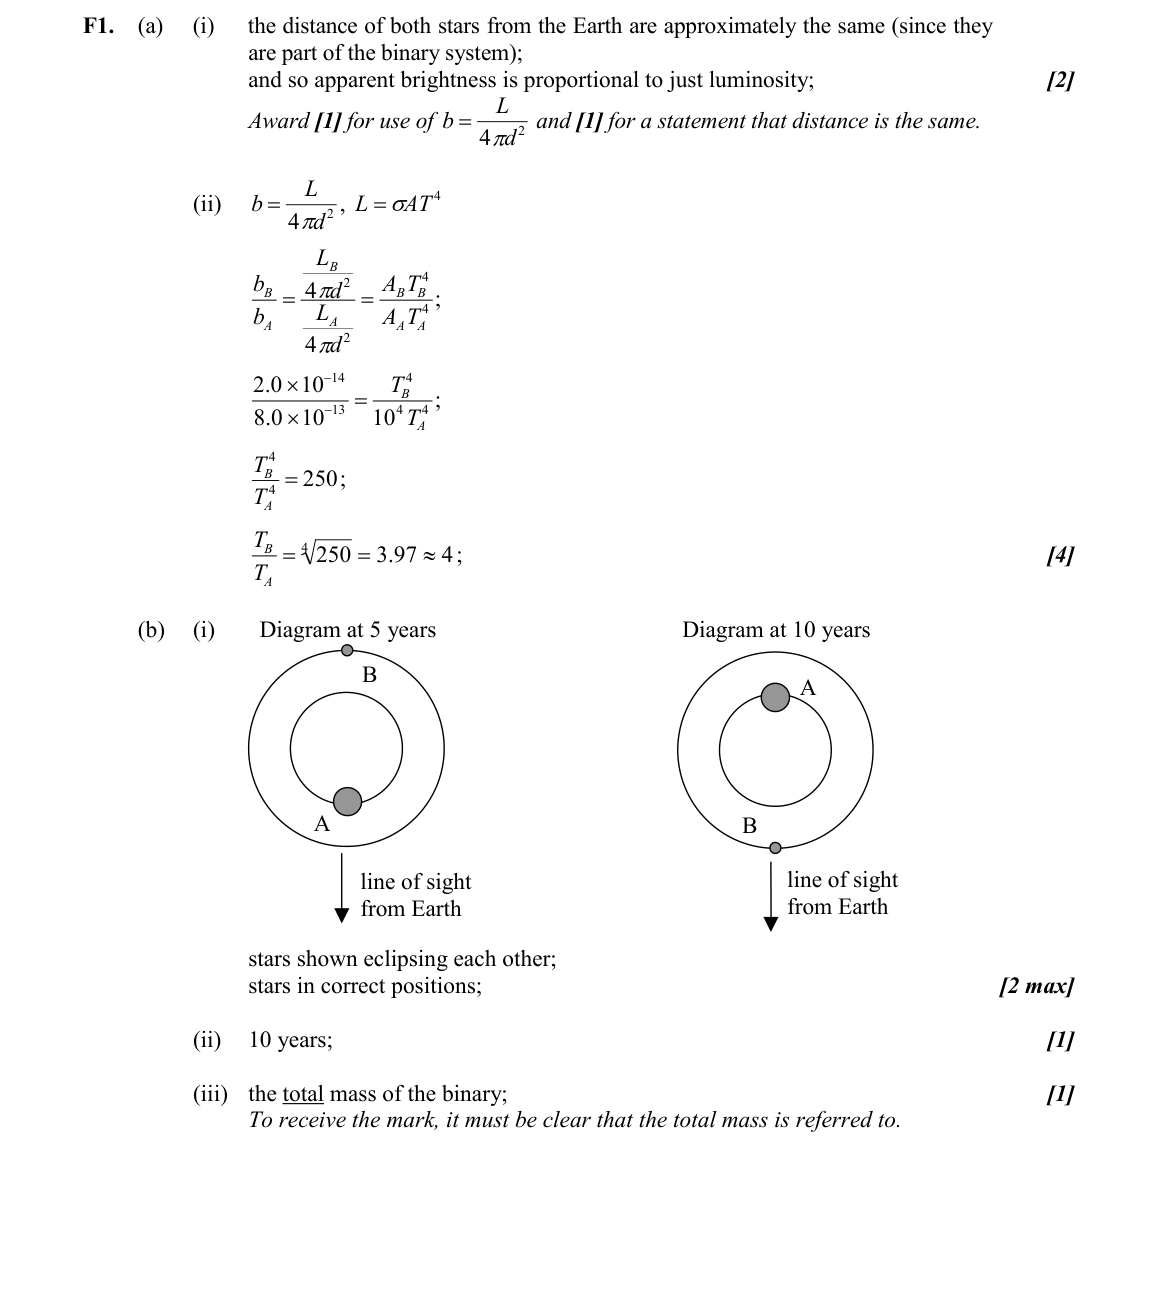 F1. (a) (i) the distance of both stars from the Earth are approximately the same (since they
are part of the binary system);
and so apparent brightness is proportional to just luminosity; [2]
Award [1] for use of b = L / 4πd² and [1] for a statement that distance is the same.
(ii) b = L / 4πd², L = σAT⁴
b_B / b_A = (L_B / 4πd²) / (L_A / 4πd²) = A_B T_B⁴ / A_A T_A⁴;
2.0 × 10⁻¹⁴ / 8.0 × 10⁻¹³ = T_B⁴ / 10⁴ T_A⁴;
T_B⁴ / T_A⁴ = 250;
T_B / T_A = ⁴√250 = 3.97 ≈ 4; [4]
(b) (i) Diagram at 5 years Diagram at 10 years
B
A
A
B
line of sight
from Earth
line of sight
from Earth
stars shown eclipsing each other;
stars in correct positions; [2 max]
(ii) 10 years; [1]
(iii) the total mass of the binary; [1]
To receive the mark, it must be clear that the total mass is referred to.